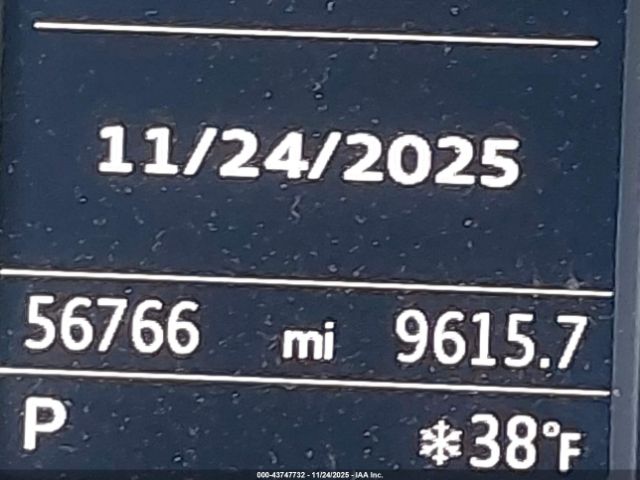 11/24/2025
56766 mi 9615.7
P ❄38°F
000-43747732 - 11/24/2025 - IAA Inc.